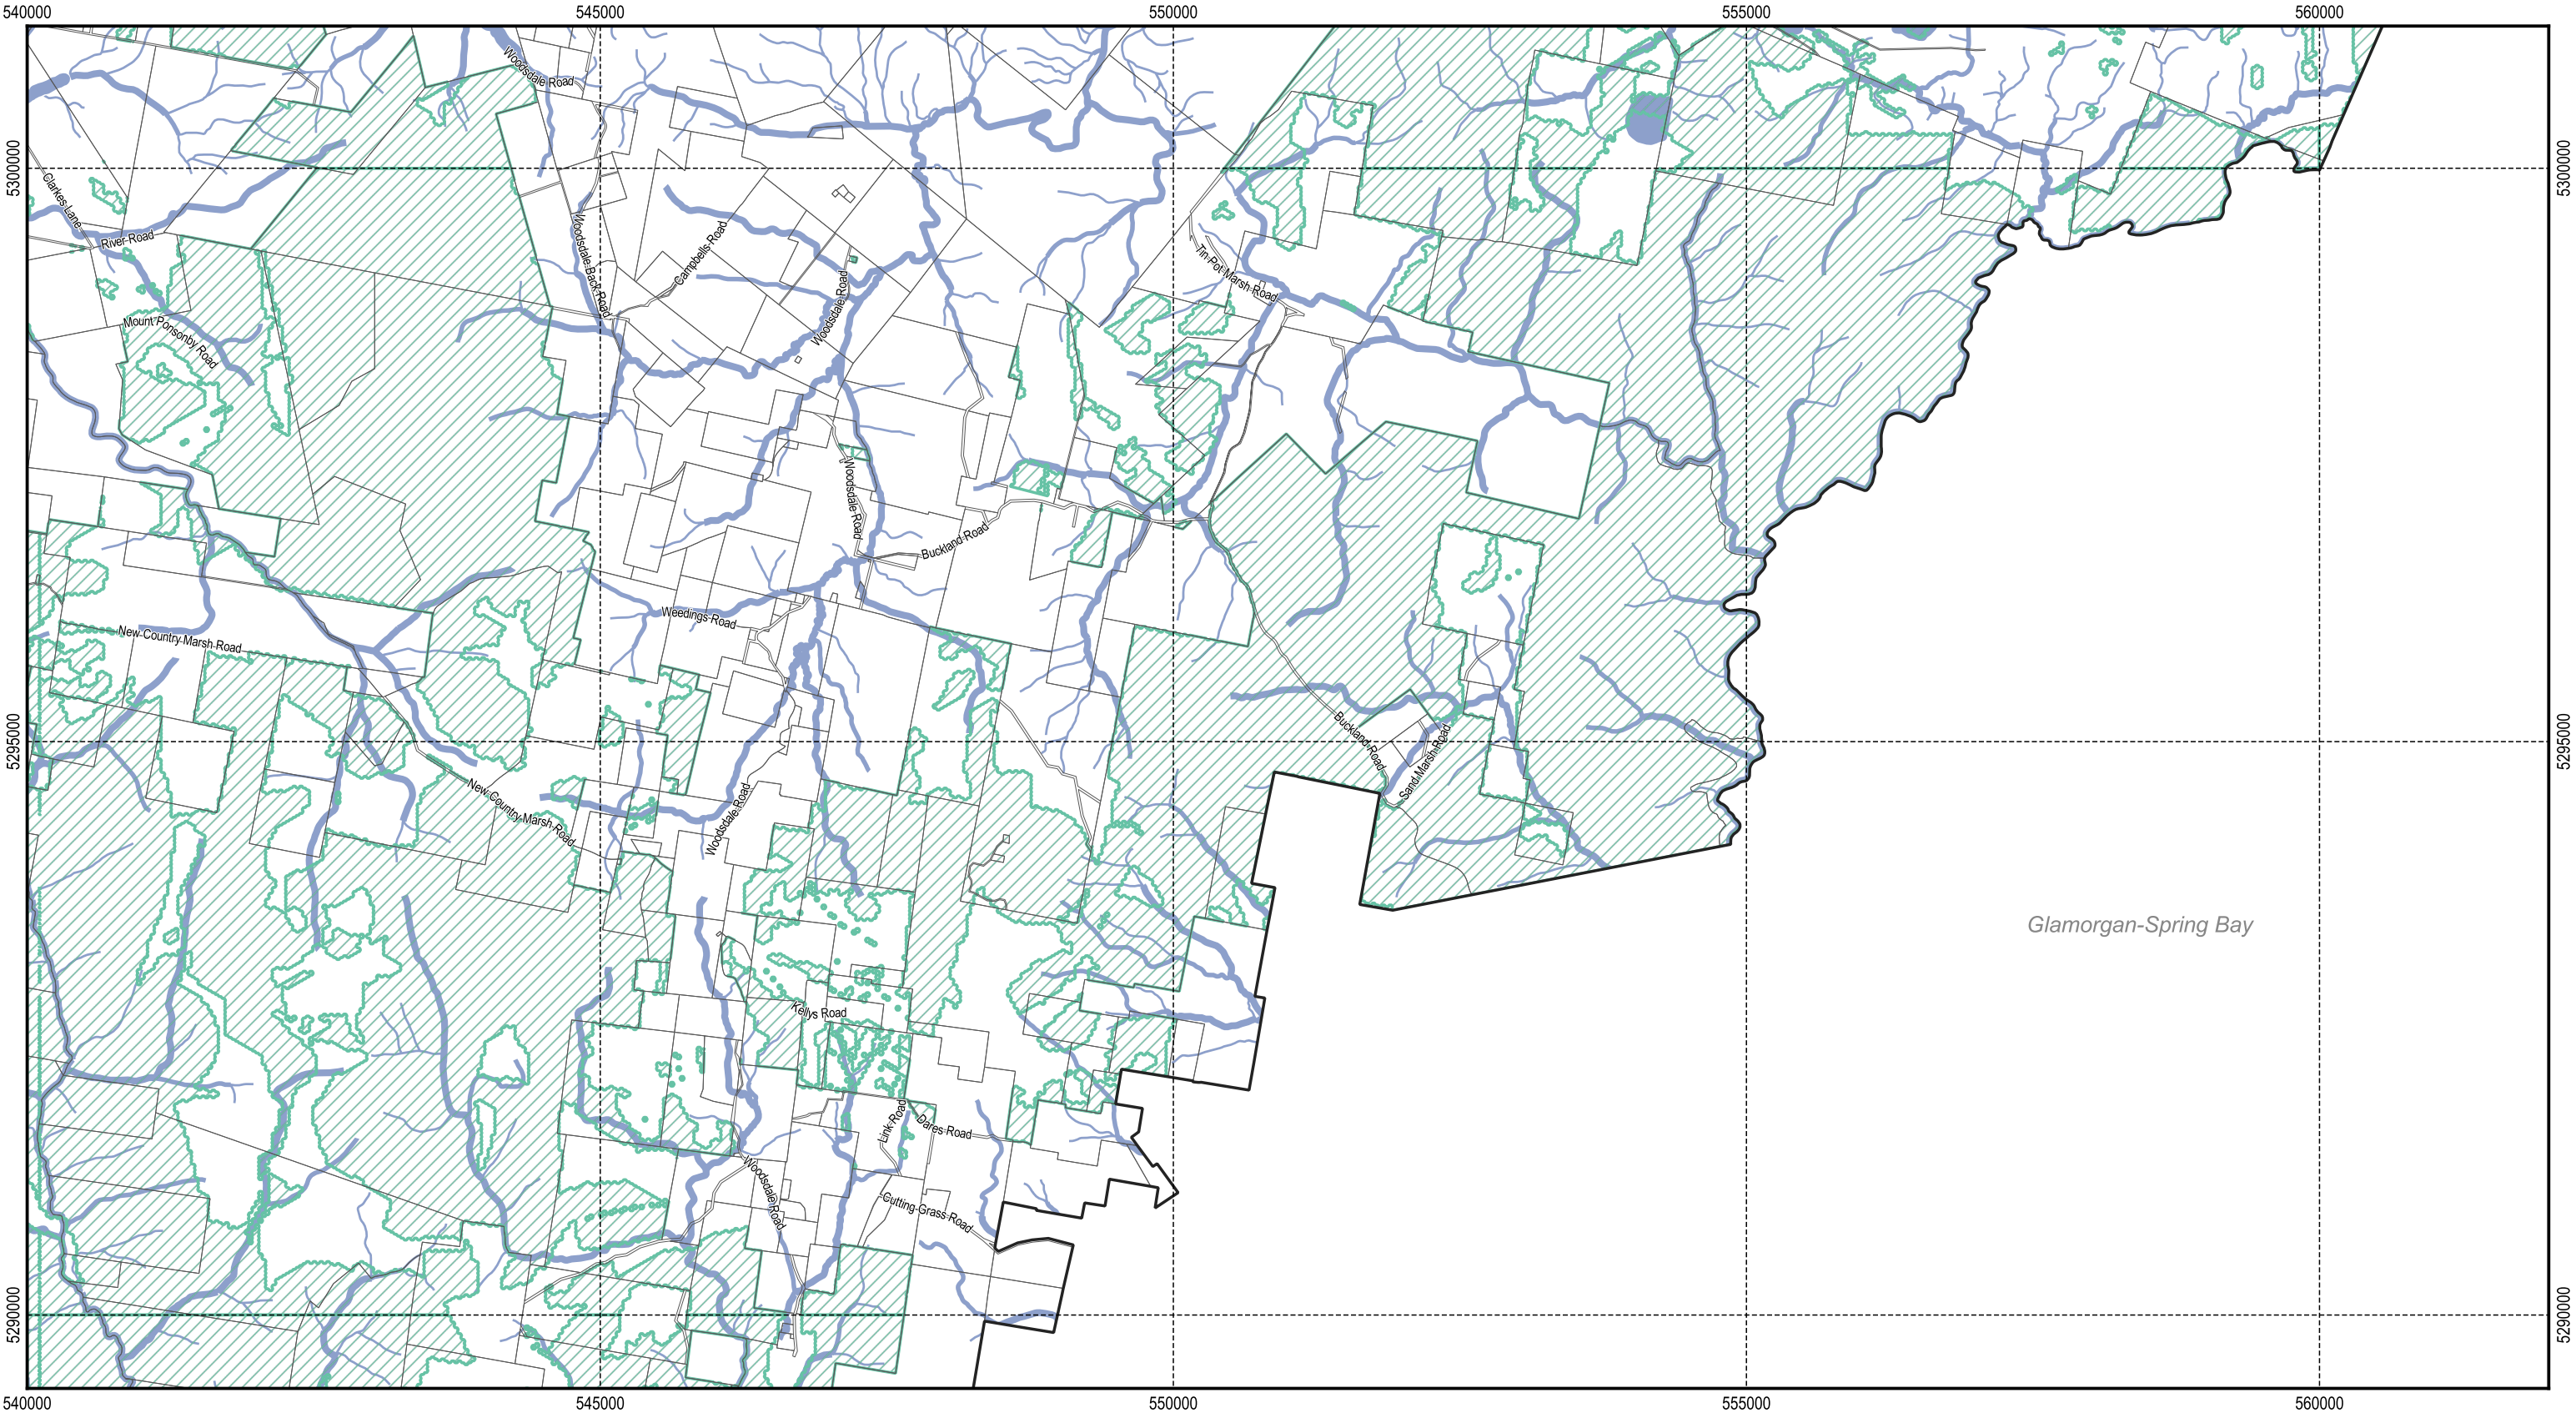 540000 545000 550000 555000 560000
Woodsdale Road
5300000
5300000
Clarkes Lane
River Road
Woodsdale Back Road
Campbells Road
Tin Pot Marsh Road
Woodsdale Road
Mount Ponsonby Road
Woodsdale Road
Buckland Road
Weedings Road
New Country Marsh Road
Buckland Road
Sand Marsh Road
5295000
5295000
New Country Marsh Road
Woodsdale Road
Glamorgan-Spring Bay
Kellys Road
Link Road
Dares Road
Woodsdale Road
Cutting Grass Road
5290000
5290000
540000 545000 550000 555000 560000